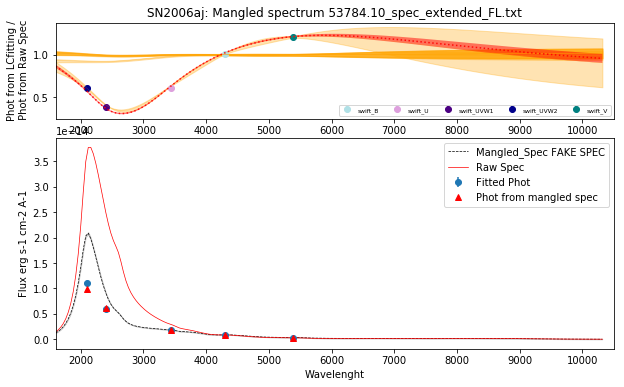 SN2006aj: Mangled spectrum 53784.10_spec_extended_FL.txt
Phot from LCfitting /
Phot from Raw Spec
1.0
0.5
swift_B
swift_U
swift_UVW1
swift_UVW2
swift_V
2000 3000 4000 5000 6000 7000 8000 9000 10000
1e−14
Flux erg s-1 cm-2 A-1
3.5
3.0
2.5
2.0
1.5
1.0
0.5
0.0
Mangled_Spec FAKE SPEC
Raw Spec
Fitted Phot
Phot from mangled spec
2000 3000 4000 5000 6000 7000 8000 9000 10000
Wavelenght